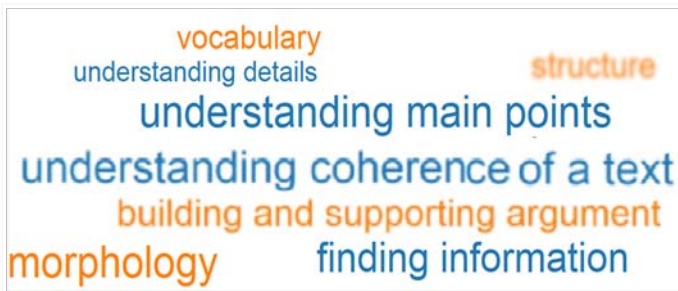 vocabulary
understanding details
structure
understanding main points
understanding coherence of a text
building and supporting argument
morphology
finding information